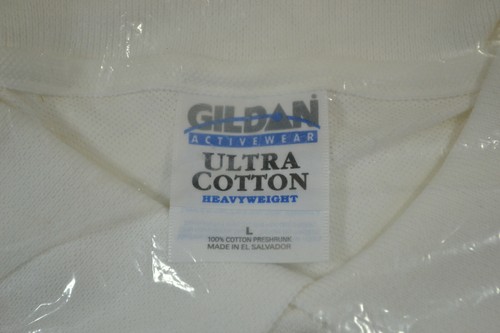 GILDAN
ACTIVEWEAR
ULTRA
COTTON
HEAVYWEIGHT
L
100% COTTON PRESHRUNK
MADE IN EL SALVADOR